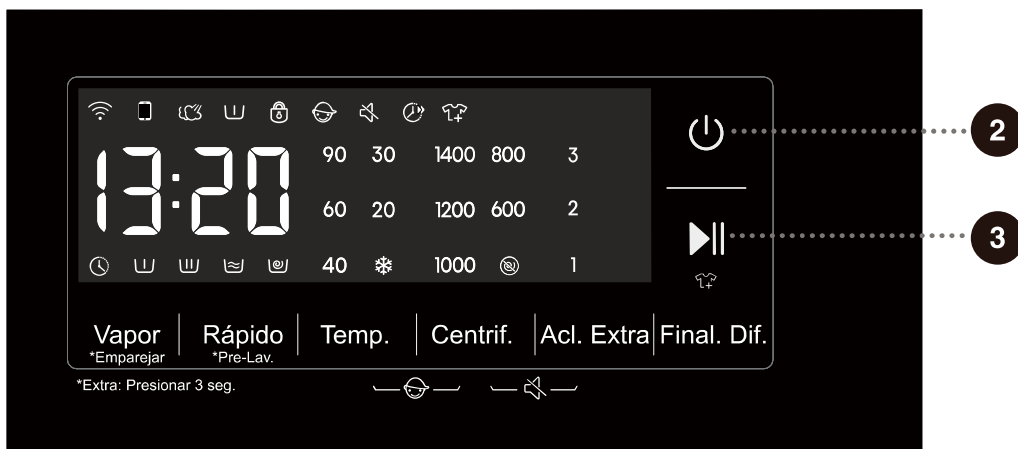 2
13:20
90 30 1400 800 3
60 20 1200 600 2
40 1000 1
3
Vapor Rápido Temp. Centrif. Acl. Extra Final. Dif.
*Emparejar *Pre-Lav.
*Extra: Presionar 3 seg.